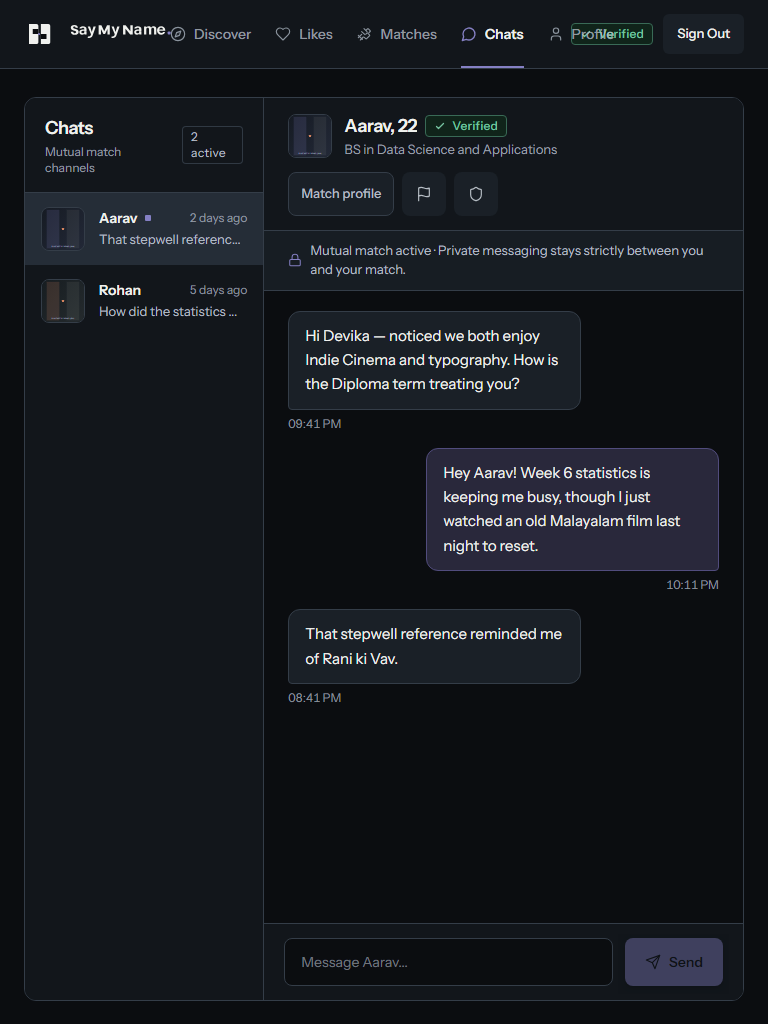 Say My Name.
Discover
Likes
Matches
Chats
Profile
Verified
Sign Out
Chats
Mutual match
channels
2
active
Aarav
2 days ago
That stepwell referenc...
Rohan
5 days ago
How did the statistics ...
Aarav, 22
Verified
BS in Data Science and Applications
Match profile
Mutual match active · Private messaging stays strictly between you
and your match.
Hi Devika — noticed we both enjoy
Indie Cinema and typography. How is
the Diploma term treating you?
09:41 PM
Hey Aarav! Week 6 statistics is
keeping me busy, though I just
watched an old Malayalam film last
night to reset.
10:11 PM
That stepwell reference reminded me
of Rani ki Vav.
08:41 PM
Message Aarav...
Send